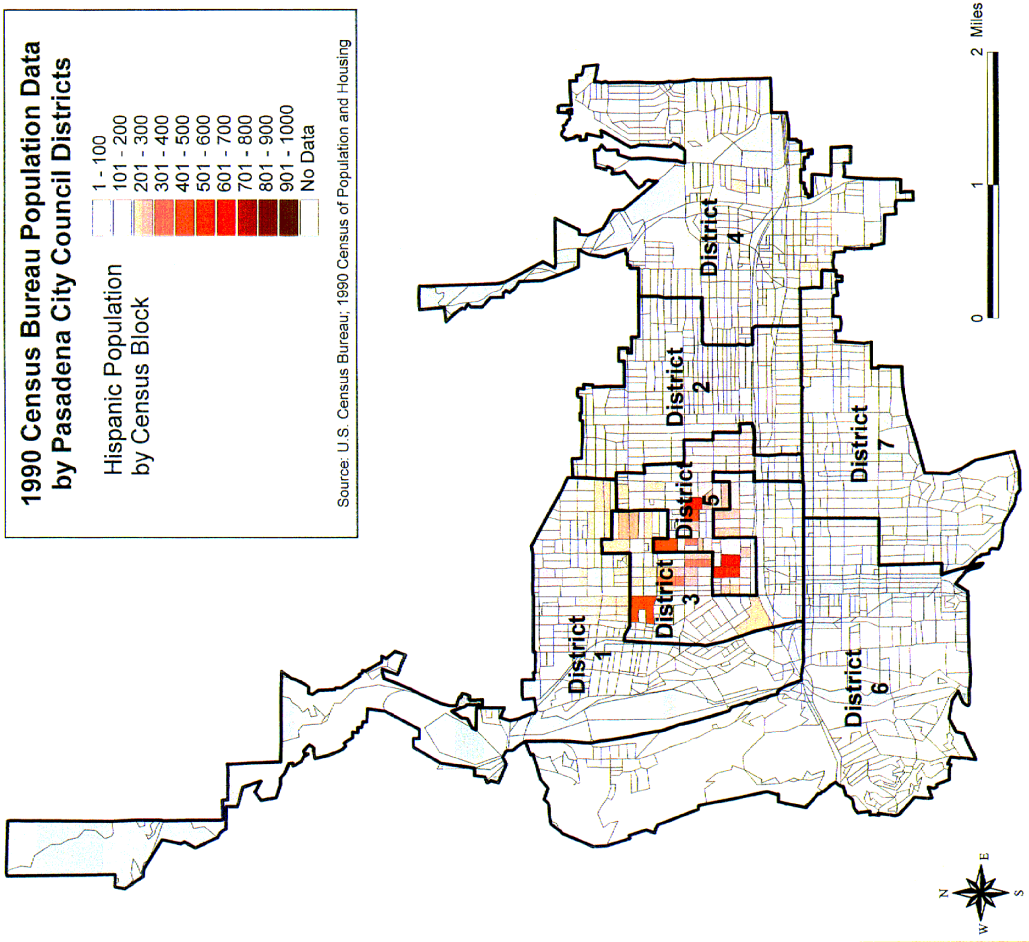 1990 Census Bureau Population Data
by Pasadena City Council Districts
Hispanic Population
by Census Block
1 - 100
101 - 200
201 - 300
301 - 400
401 - 500
501 - 600
601 - 700
701 - 800
801 - 900
901 - 1000
No Data
Source: U.S. Census Bureau; 1990 Census of Population and Housing
District
1
District
3
District
5
District
2
District
4
District
6
District
7
0
1
2 Miles
N
W
E
S